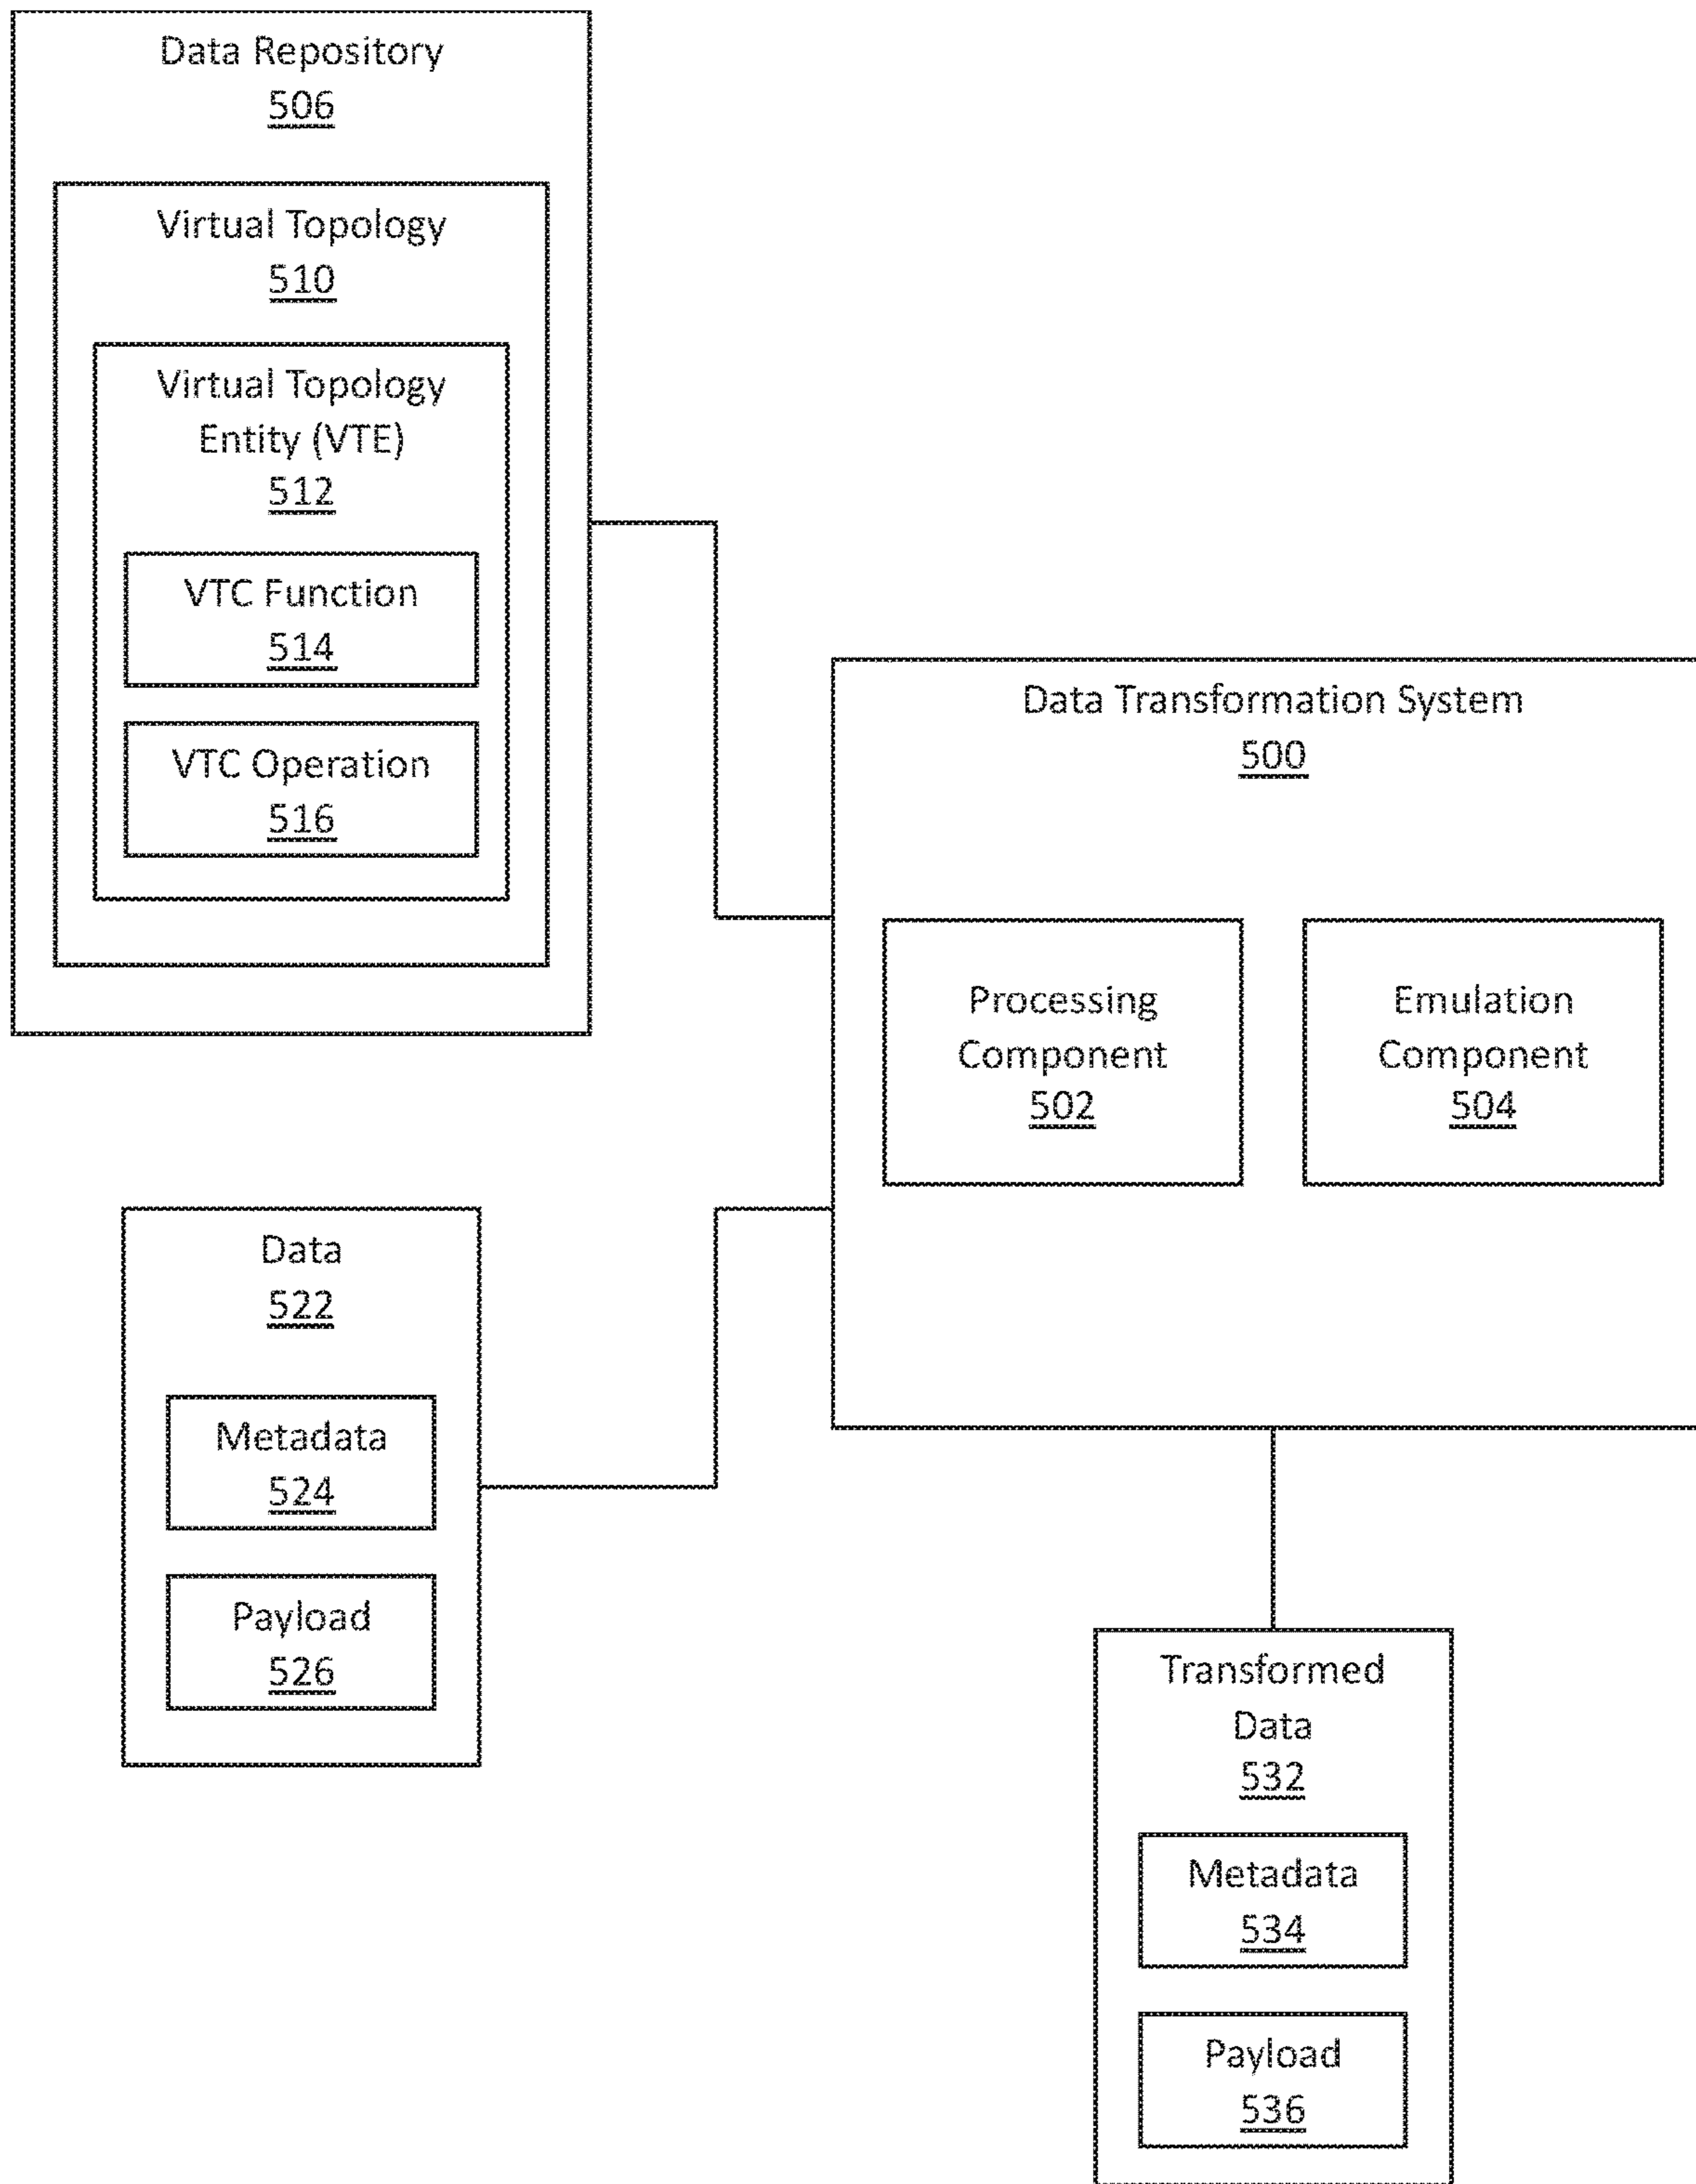 Data Repository
506
Virtual Topology
510
Virtual Topology
Entity (VTE)
512
VTC Function
514
VTC Operation
516
Data Transformation System
500
Processing
Component
502
Emulation
Component
504
Data
522
Metadata
524
Payload
526
Transformed
Data
532
Metadata
534
Payload
536